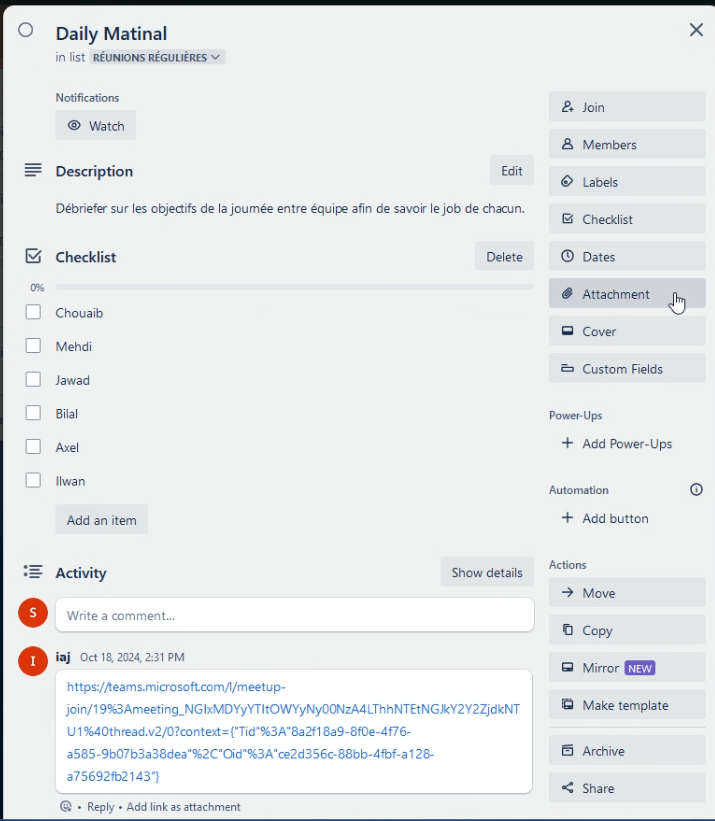 Daily Matinal
in list RÉUNIONS RÉGULIÈRES
Notifications
Watch
Description
Edit
Débriefer sur les objectifs de la journée entre équipe afin de savoir le job de chacun.
Checklist
Delete
0%
Chouaib
Mehdi
Jawad
Bilal
Axel
Ilwan
Add an item
Activity
Show details
S
Write a comment...
I
iaj Oct 18, 2024, 2:31 PM
https://teams.microsoft.com/l/meetup-
join/19%3Ameeting_NGIxMDYyYTItOWYyNy00NzA4LThhNTEtNGJkY2Y2ZjdkNT
U1%40thread.v2/0?context={"Tid"%3A"8a2f18a9-8f0e-4f76-
a585-9b07b3a38dea"%2C"Oid"%3A"ce2d356c-88bb-4fbf-a128-
a75692fb2143"}
• Reply • Add link as attachment
Join
Members
Labels
Checklist
Dates
Attachment
Cover
Custom Fields
Power-Ups
+ Add Power-Ups
Automation
+ Add button
Actions
Move
Copy
Mirror NEW
Make template
Archive
Share